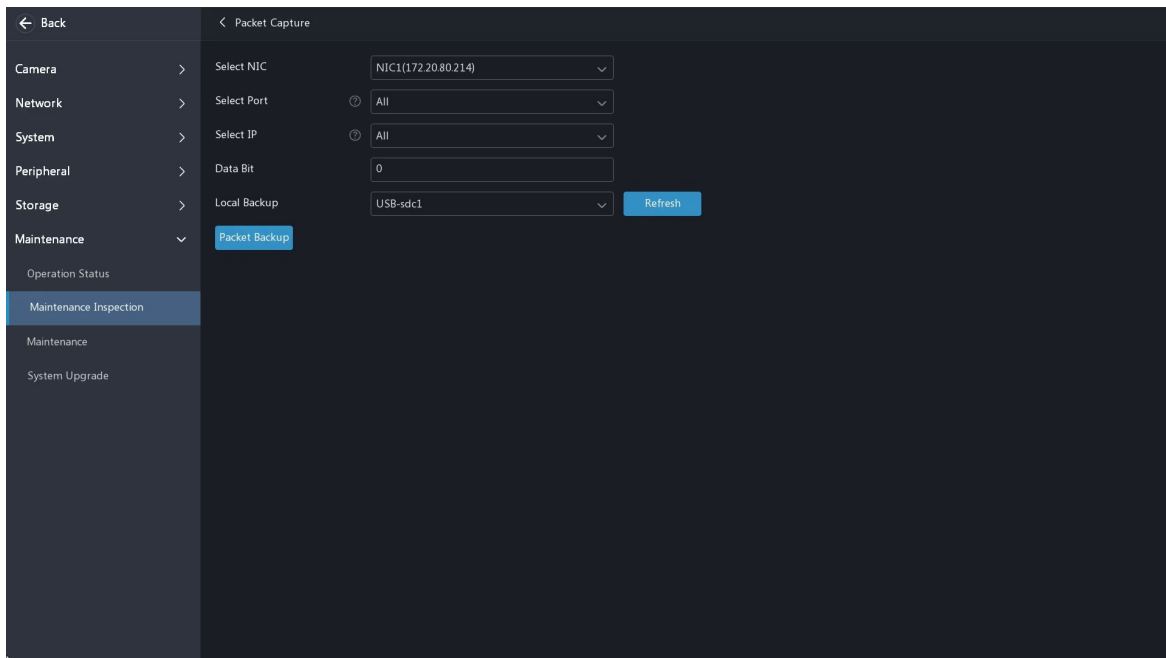 Back
Packet Capture
Camera
Network
System
Peripheral
Storage
Maintenance
Operation Status
Maintenance Inspection
Maintenance
System Upgrade
Select NIC NIC1(172.20.80.214)
Select Port ? All
Select IP ? All
Data Bit 0
Local Backup USB-sdc1 Refresh
Packet Backup